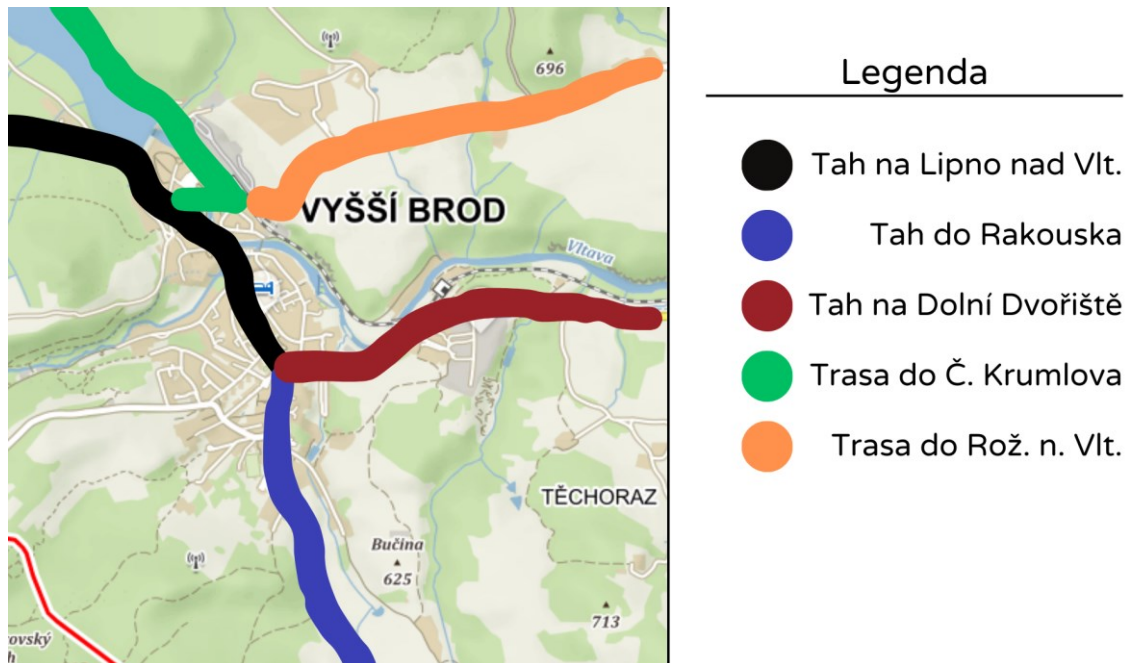 696
VYŠŠÍ BROD
Vltava
TĚCHORAZ
Bučina
625
713
ovský
h
Legenda
Tah na Lipno nad Vlt.
Tah do Rakouska
Tah na Dolní Dvořiště
Trasa do Č. Krumlova
Trasa do Rož. n. Vlt.